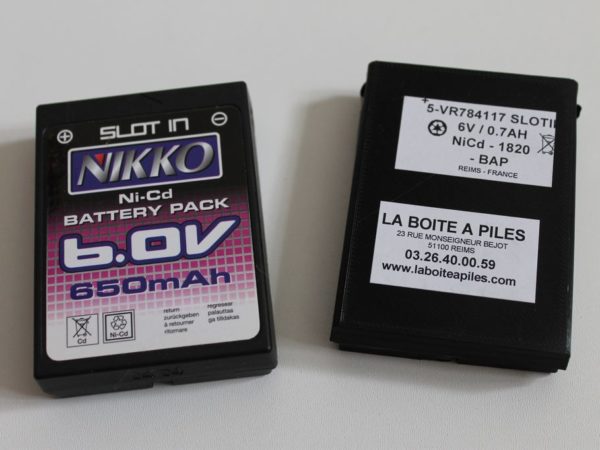 + SLOT IN -
NIKKO
Ni-Cd
BATTERY PACK
6.0V
650mAh
Cd
Ni-Cd
return
zurückgeben
à retourner
ritornare
regresar
palauttaa
ga tilldakas
5-VR784117 SLOTI
6V / 0.7AH
NiCd - 1820
- BAP
REIMS - FRANCE
LA BOITE A PILES
23 RUE MONSEIGNEUR BEJOT
51100 REIMS
03.26.40.00.59
www.laboiteapiles.com